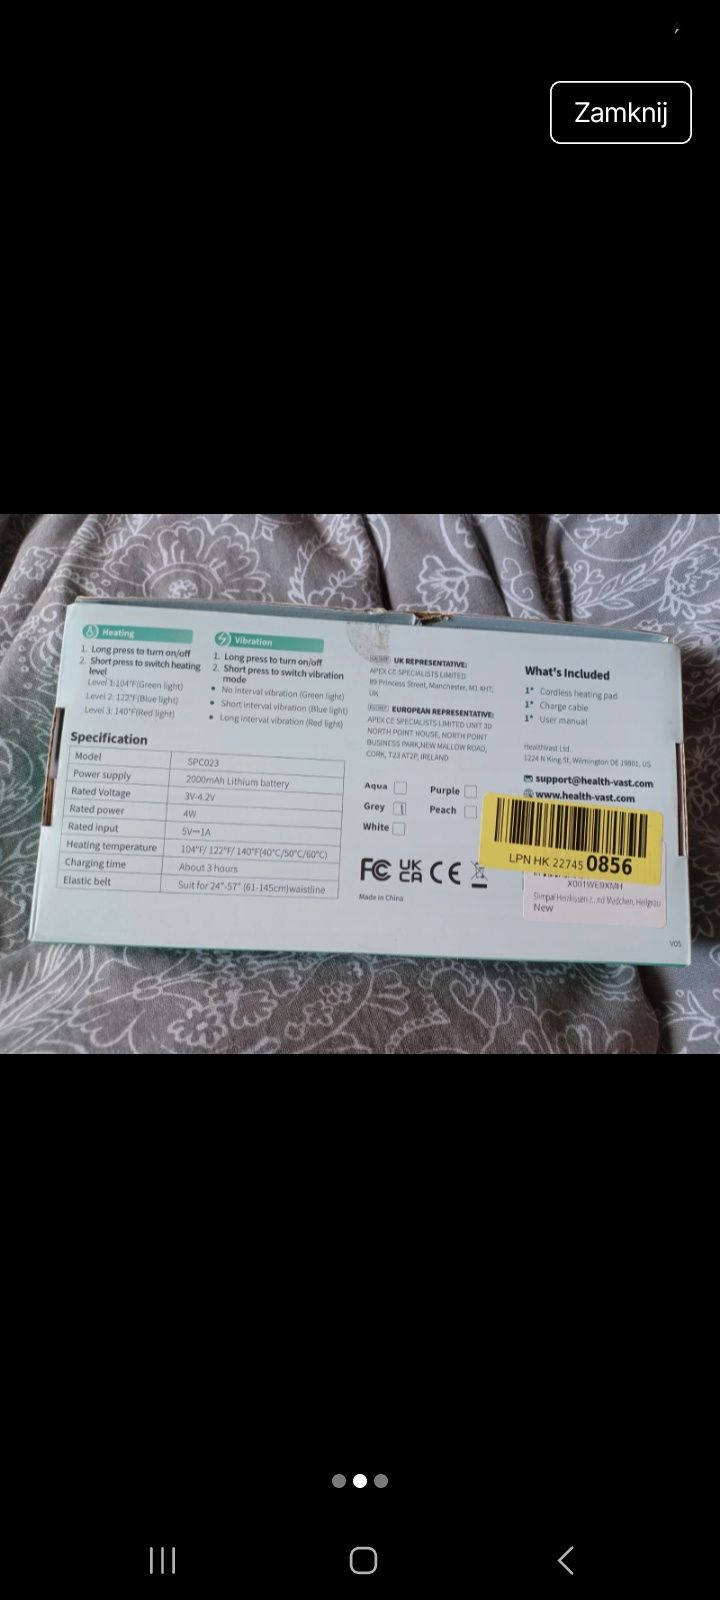 Zamknij
Heating
1. Long press to turn on/off
2. Short press to switch heating
level
Level 1:104°F(Green light)
Level 2: 122°F(Blue light)
Level 3: 140°F(Red light)
Vibration
1. Long press to turn on/off
2. Short press to switch vibration
mode
• No interval vibration (Green light)
• Short interval vibration (Blue light)
• Long interval vibration (Red light)
Specification
Model SPC023
Power supply 2000mAh Lithium battery
Rated Voltage 3V-4.2V
Rated power 4W
Rated input 5V⎓1A
Heating temperature 104°F/ 122°F/ 140°F(40°C/50°C/60°C)
Charging time About 3 hours
Elastic belt Suit for 24"-57" (61-145cm)waistline
UK REPRESENTATIVE:
APEX CE SPECIALISTS LIMITED
89 Princess Street, Manchester, M1 4HT,
UK
EUROPEAN REPRESENTATIVE:
APEX CE SPECIALISTS LIMITED UNIT 3D
NORTH POINT HOUSE, NORTH POINT
BUSINESS PARK,NEW MALLOW ROAD,
CORK, T23 AT2P, IRELAND
Aqua
Purple
Grey
Peach
White
FC
UK
CA
CE
Made in China
What's Included
1* Cordless heating pad
1* Charge cable
1* User manual
HealthVast Ltd.
1224 N King St, Wilmington DE 19801, US
support@health-vast.com
www.health-vast.com
LPN HK 22745 0856
X001WE9XMH
Slimpal Heizkissen z...nd Mädchen, Hellgrau
New
V05